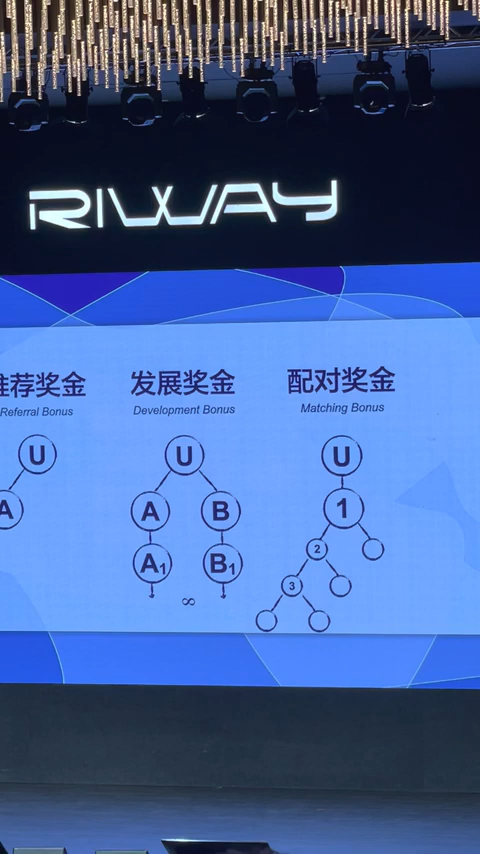 RIWAY
推荐奖金
Referral Bonus
U
A
发展奖金
Development Bonus
U
A B
A1 B1
∞
配对奖金
Matching Bonus
U
1
2
3